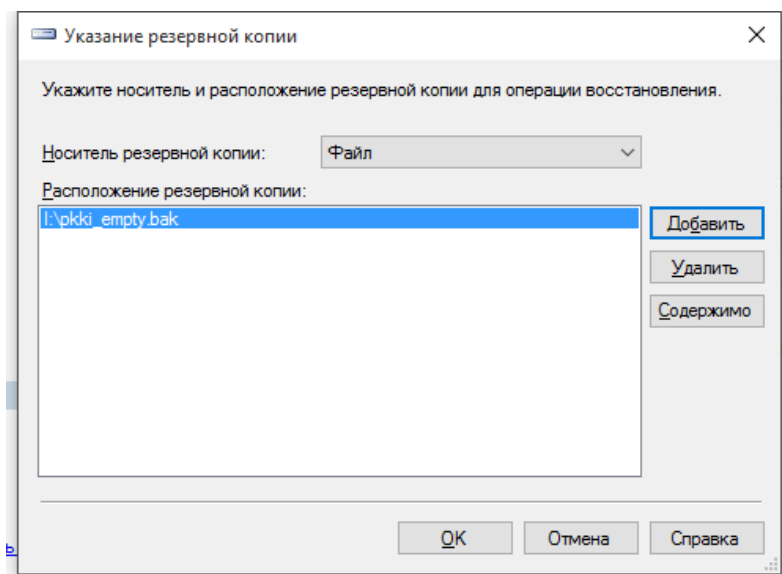 Указание резервной копии
Укажите носитель и расположение резервной копии для операции восстановления.
Носитель резервной копии:
Файл
Расположение резервной копии:
I:\pkki_empty.bak
Добавить
Удалить
Содержимо
ОК
Отмена
Справка
ь